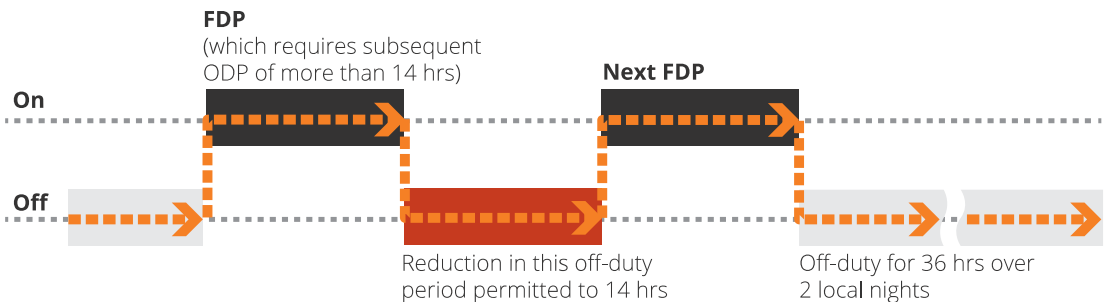 FDP
(which requires subsequent
ODP of more than 14 hrs)
Next FDP
On
Off
Reduction in this off-duty
period permitted to 14 hrs
Off-duty for 36 hrs over
2 local nights